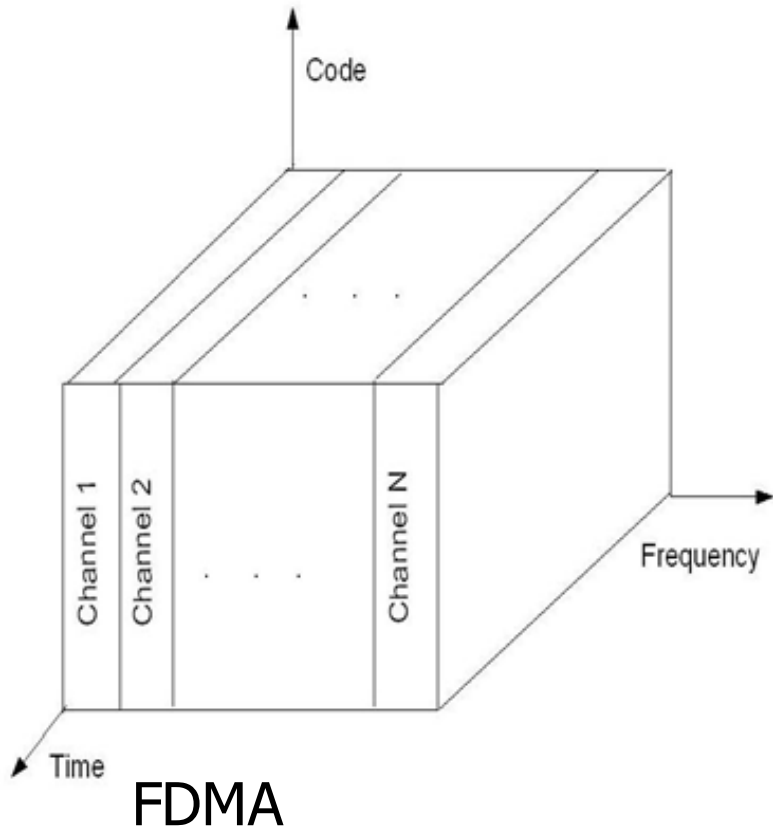 Code
Channel 1
Channel 2
. . .
Channel N
. . .
Frequency
Time
FDMA